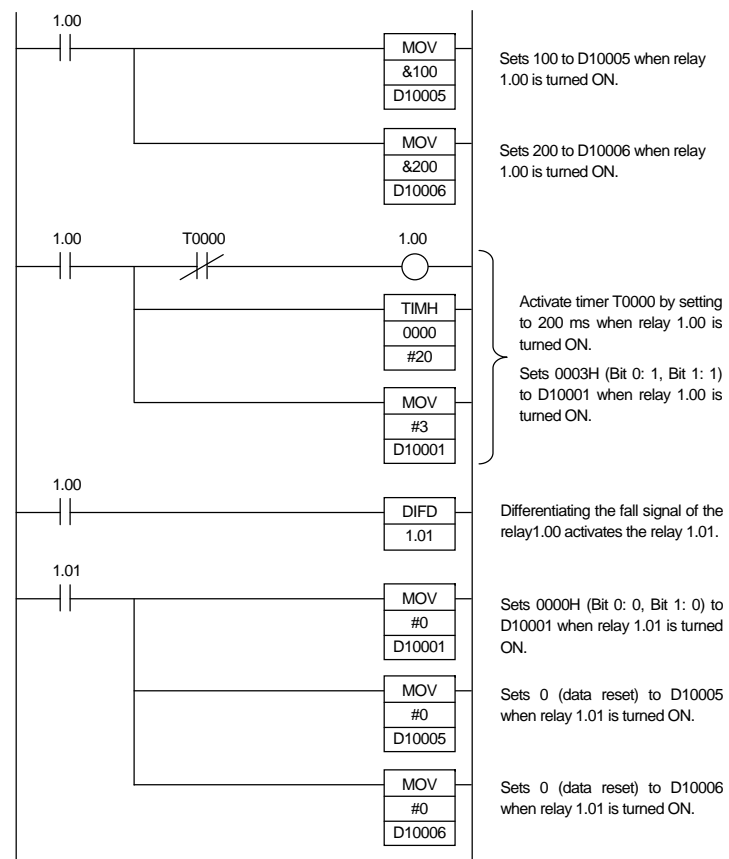 1.00
MOV
&100
D10005
Sets 100 to D10005 when relay
1.00 is turned ON.
MOV
&200
D10006
Sets 200 to D10006 when relay
1.00 is turned ON.
1.00 T0000 1.00
TIMH
0000
#20
Activate timer T0000 by setting
to 200 ms when relay 1.00 is
turned ON.
MOV
#3
D10001
Sets 0003H (Bit 0: 1, Bit 1: 1)
to D10001 when relay 1.00 is
turned ON.
1.00
DIFD
1.01
Differentiating the fall signal of the
relay1.00 activates the relay 1.01.
1.01
MOV
#0
D10001
Sets 0000H (Bit 0: 0, Bit 1: 0) to
D10001 when relay 1.01 is turned
ON.
MOV
#0
D10005
Sets 0 (data reset) to D10005
when relay 1.01 is turned ON.
MOV
#0
D10006
Sets 0 (data reset) to D10006
when relay 1.01 is turned ON.